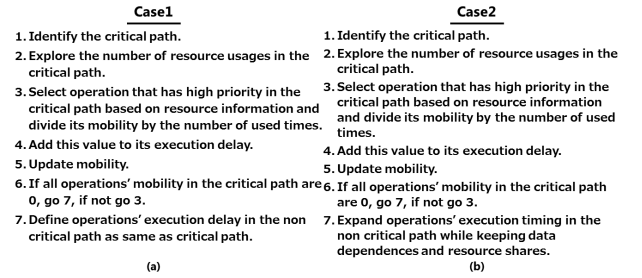 Case1
1. Identify the critical path.
2. Explore the number of resource usages in the
critical path.
3. Select operation that has high priority in the
critical path based on resource information and
divide its mobility by the number of used times.
4. Add this value to its execution delay.
5. Update mobility.
6. If all operations' mobility in the critical path are
0, go 7, if not go 3.
7. Define operations' execution delay in the non
critical path as same as critical path.
(a)
Case2
1. Identify the critical path.
2. Explore the number of resource usages in the
critical path.
3. Select operation that has high priority in the
critical path based on resource information
and divide its mobility by the number of used
times.
4. Add this value to its execution delay.
5. Update mobility.
6. If all operations' mobility in the critical path
are 0, go 7, if not go 3.
7. Expand operations' execution timing in the
non critical path while keeping data
dependences and resource shares.
(b)